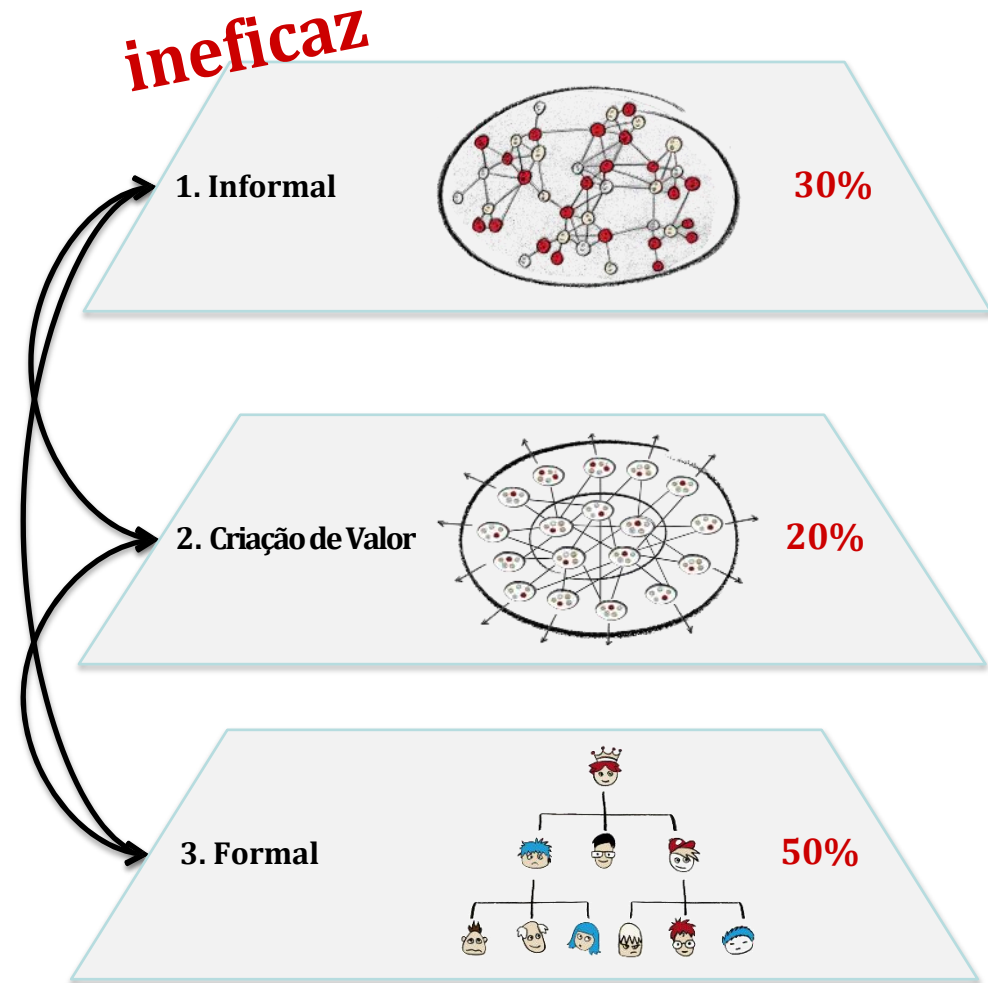 ineficaz
1. Informal
30%
2. Criação de Valor
20%
3. Formal
50%